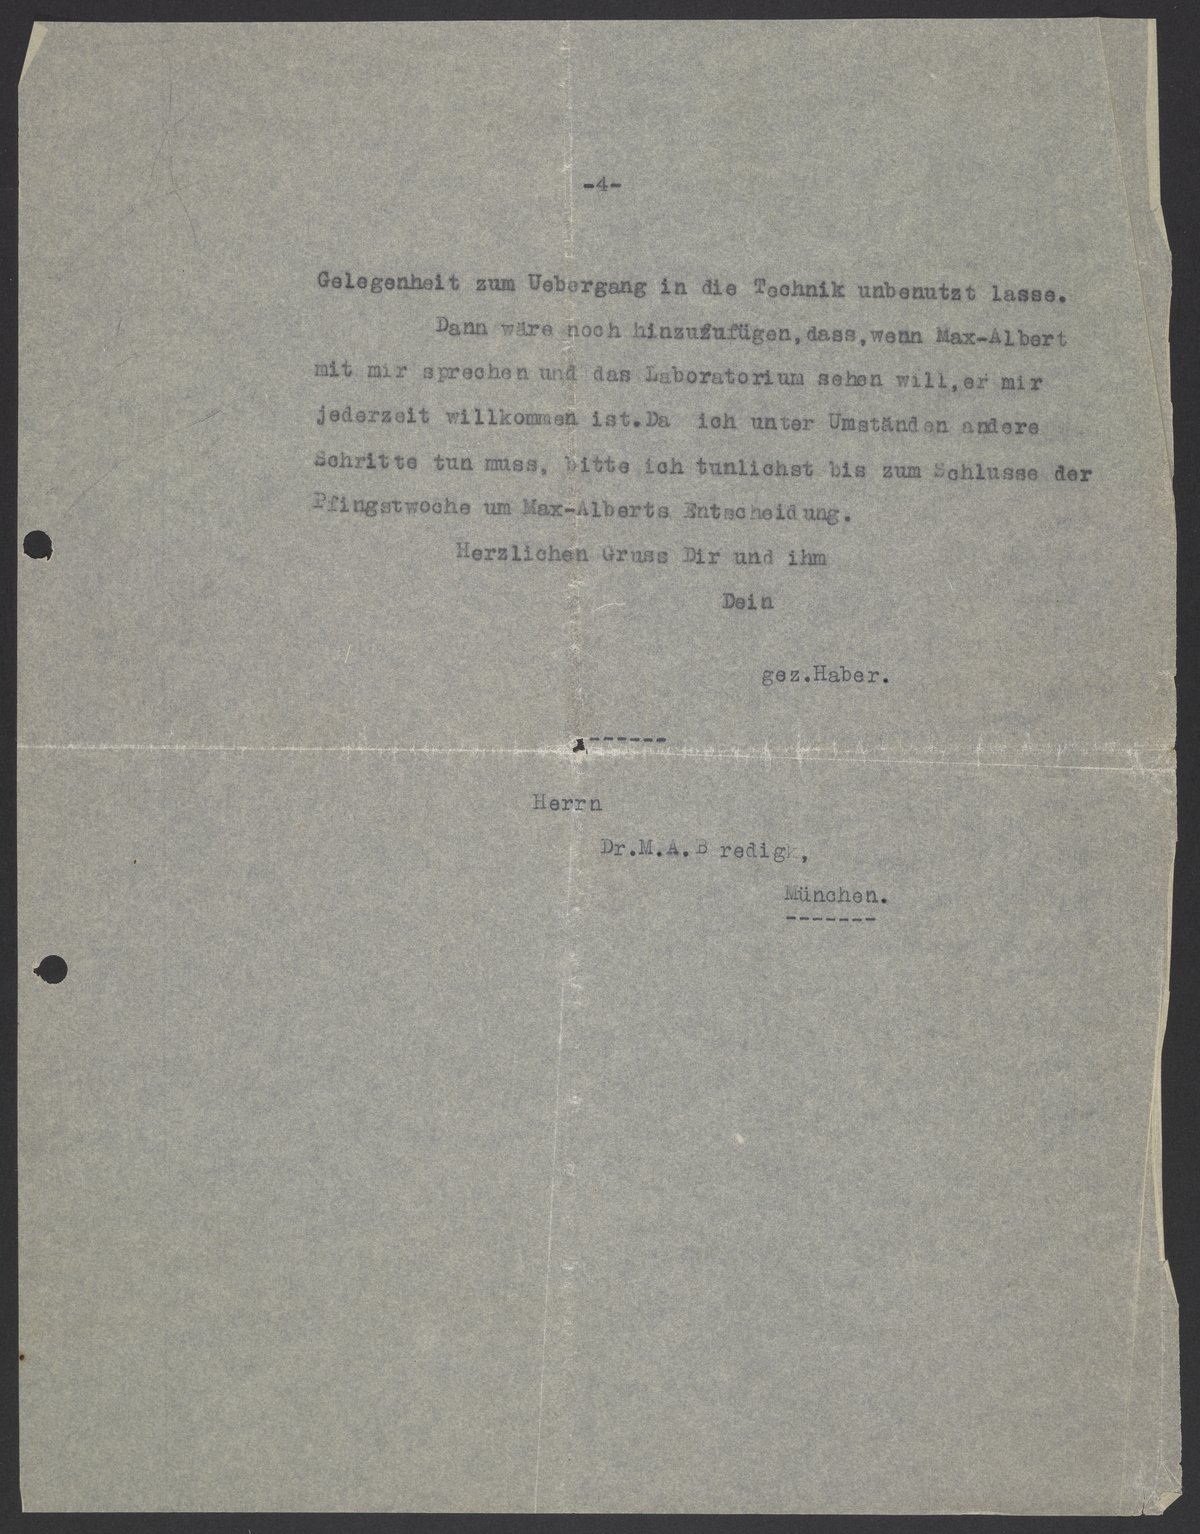 -4-
Gelegenheit zum Uebergang in die Technik unbenutzt lasse.
Dann wäre noch hinzuzufügen,dass,wenn Max-Albert
mit mir sprechen und das Laboratorium sehen will,er mir
jederzeit willkommen ist.Da ich unter Umständen andere
Schritte tun muss, bitte ich tunlichst bis zum Schlusse der
Pfingstwoche um Max-Alberts Entscheidung.
Herzlichen Gruss Dir und ihm
Dein
gez.Haber.
-------
Herrn
Dr.M.A.B redig,
München.
-------